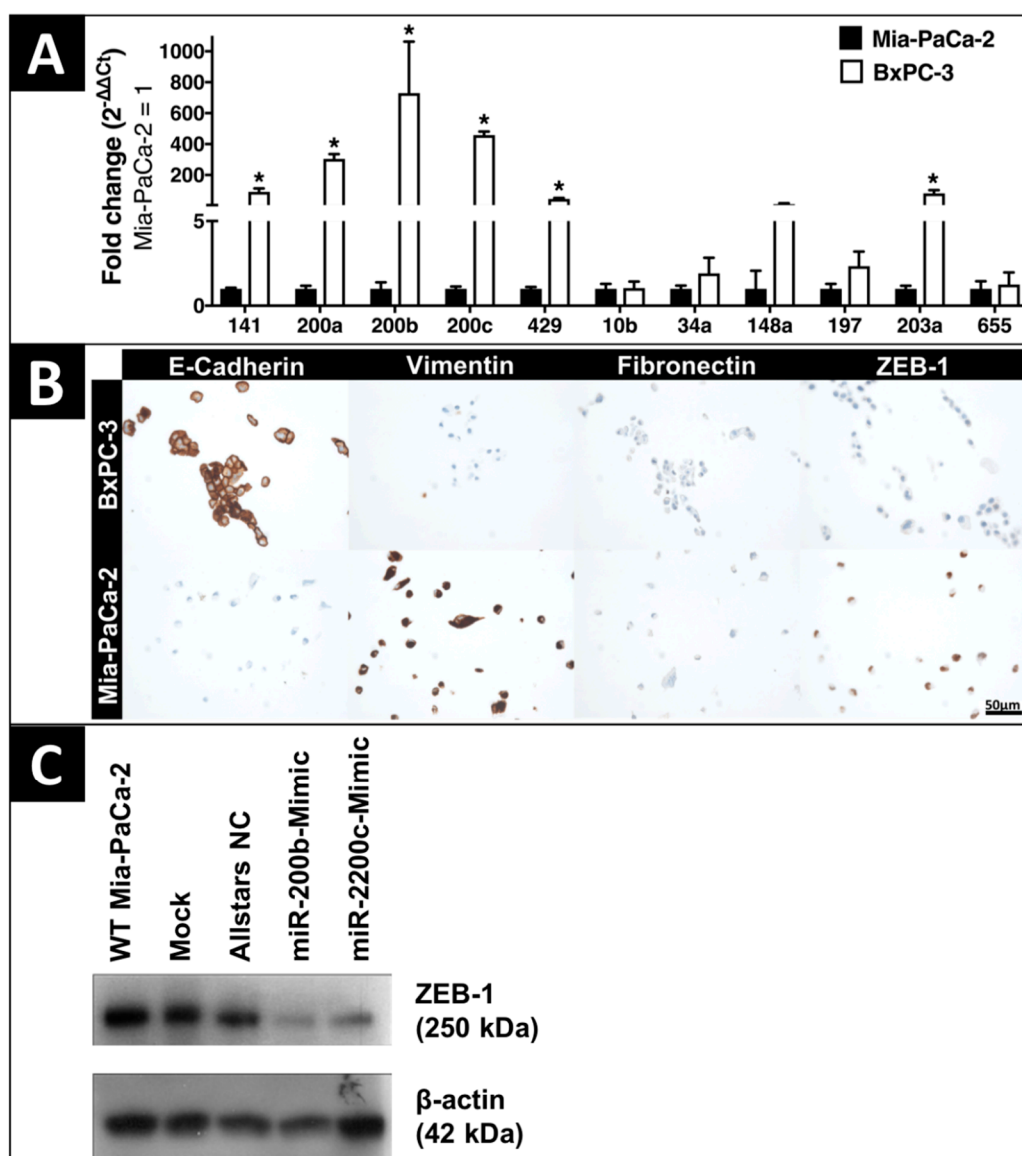 A
Fold change (2^-ΔΔCt)
Mia-PaCa-2 = 1
1000
800
600
400
200
5
0
* * * * * *
Mia-PaCa-2
BxPC-3
141 200a 200b 200c 429 10b 34a 148a 197 203a 655
B
E-Cadherin Vimentin Fibronectin ZEB-1
BxPC-3
Mia-PaCa-2
50µm
C
WT Mia-PaCa-2
Mock
Allstars NC
miR-200b-Mimic
miR-2200c-Mimic
ZEB-1
(250 kDa)
β-actin
(42 kDa)